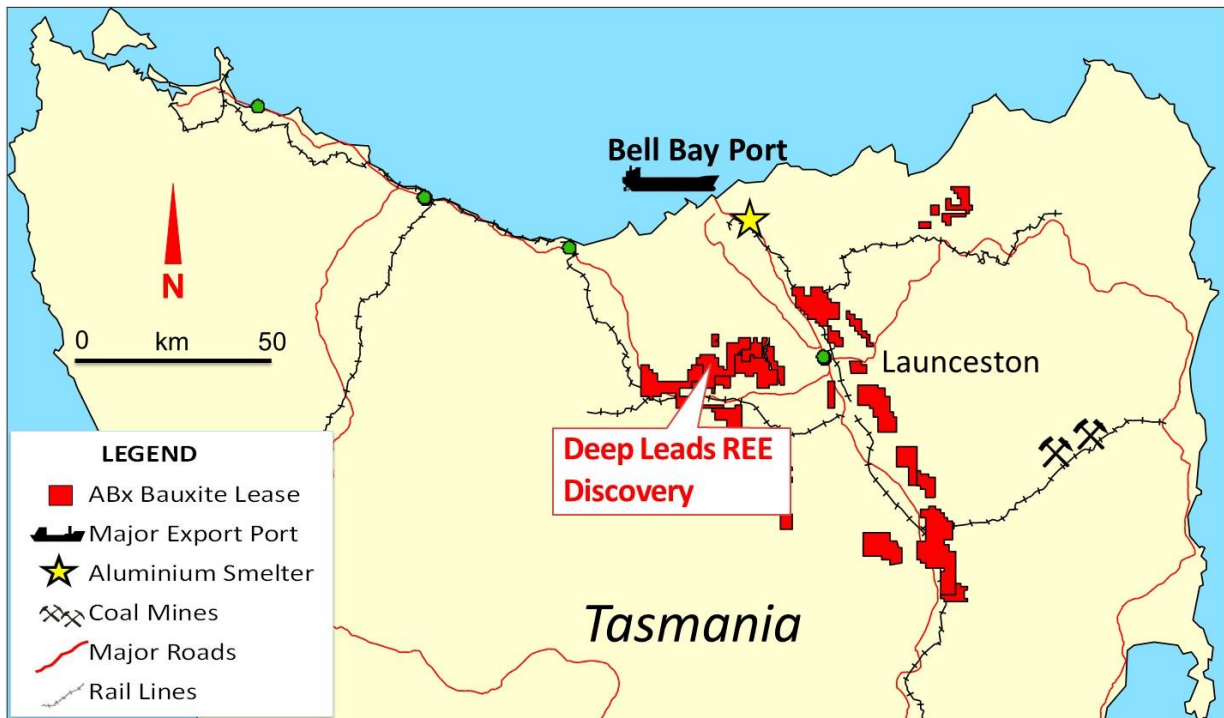 Bell Bay Port
N
0 km 50
Launceston
Deep Leads REE
Discovery
Tasmania
LEGEND
ABx Bauxite Lease
Major Export Port
Aluminium Smelter
Coal Mines
Major Roads
Rail Lines